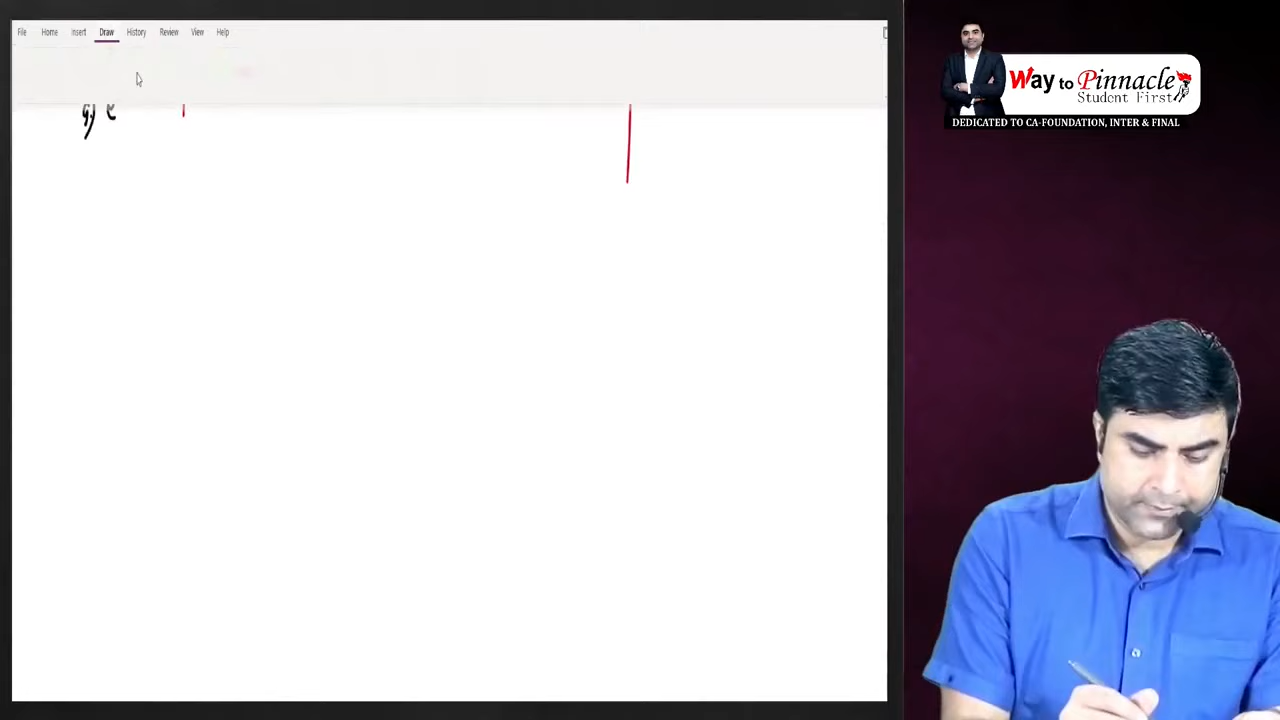 File Home Insert Draw History Review View Help
Way to Pinnacle
Student First
DEDICATED TO CA-FOUNDATION, INTER & FINAL